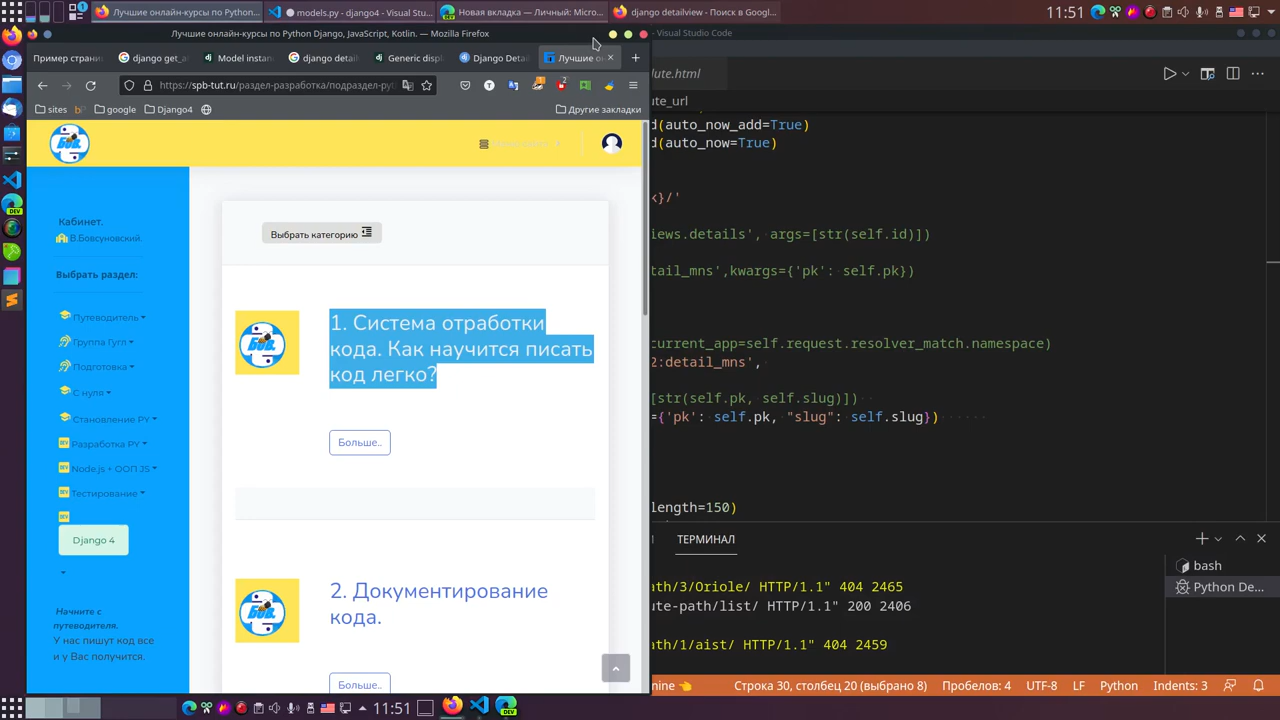 Лучшие онлайн-курсы по Python...
models.py - django4 - Visual Stu...
Новая вкладка — Личный: Micro...
django detailview - Поиск в Googl...
11:51
Лучшие онлайн-курсы по Python Django, JavaScript, Kotlin. — Mozilla Firefox
- Visual Studio Code
Пример страни
django get_a
Model instan
django detail
Generic displ
Django Deta
Лучшие о
lute.html
https://spb-tut.ru/раздел-разработка/подраздел-py
ute_url
sites
google
Django4
Другие закладки
d(auto_now_add=True)
d(auto_now=True)
БОВ.
k}/'
Кабинет.
В.Бовсуновский.
Выбрать категорию
iews.details', args=[str(self.id)])
Выбрать раздел:
tail_mns',kwargs={'pk': self.pk})
Путеводитель
Группа Гугл
Подготовка
С нуля
Становление PY
Разработка PY
Node.js + ООП JS
Тестирование
DEV
Django 4
Начните с
путеводителя.
У нас пишут код все
и у Вас получится.
БОВ.
1. Система отработки
кода. Как научится писать
код легко?
Больше..
БОВ.
2. Документирование
кода.
Больше..
current_app=self.request.resolver_match.namespace)
2:detail_mns',
[str(self.pk, self.slug)])
={'pk': self.pk, "slug": self.slug})
length=150)
ТЕРМИНАЛ
bash
Python De...
ath/3/Oriole/ HTTP/1.1" 404 2465
ute-path/list/ HTTP/1.1" 200 2406
ath/1/aist/ HTTP/1.1" 404 2459
nine
Строка 30, столбец 20 (выбрано 8)
Пробелов: 4
UTF-8
LF
Python
Indents: 3
11:51